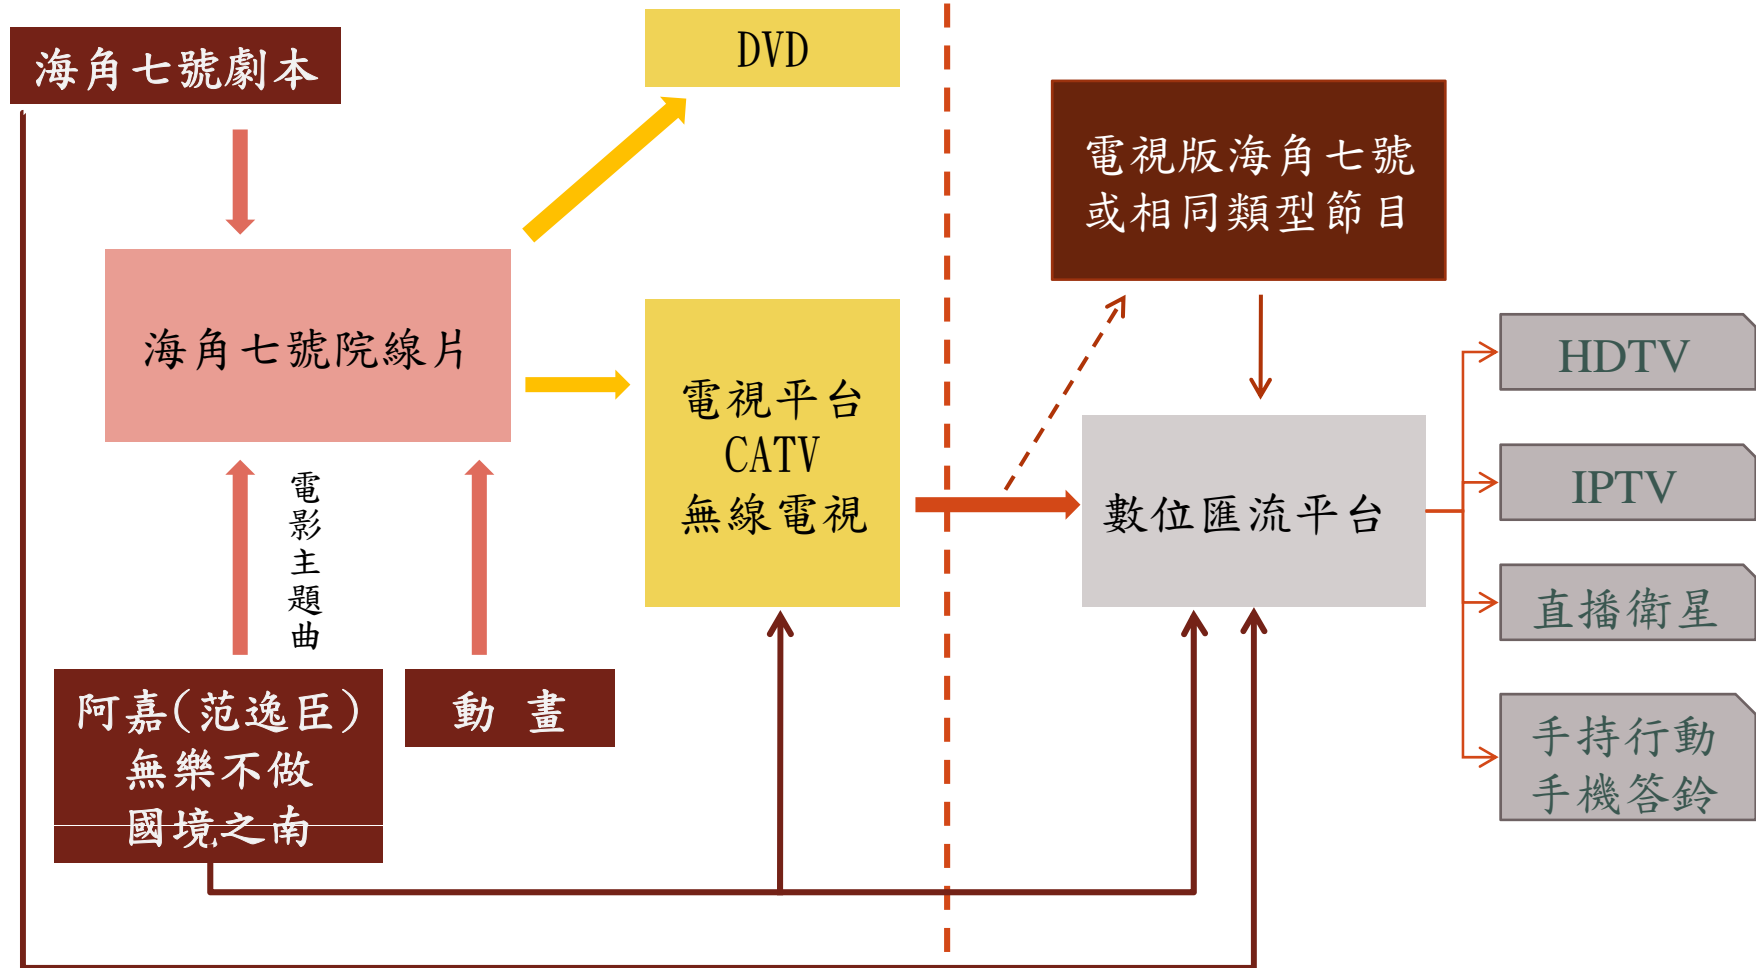 海角七號劇本
DVD
電視版海角七號
或相同類型節目
海角七號院線片
電視平台
CATV
無線電視
數位匯流平台
HDTV
IPTV
直播衛星
手持行動
手機答鈴
電影主題曲
阿嘉(范逸臣)
無樂不做
國境之南
動 畫